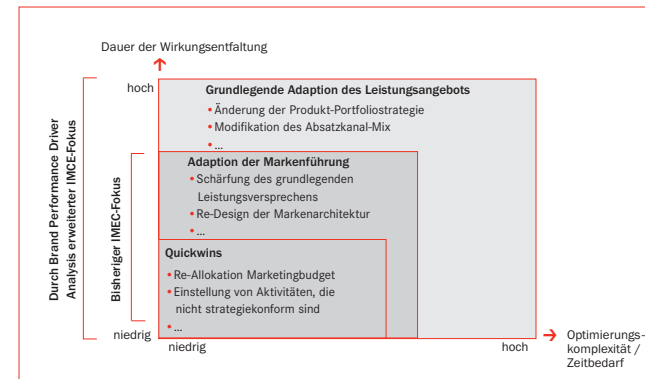 Dauer der Wirkungsentfaltung
hoch
Grundlegende Adaption des Leistungsangebots
• Änderung der Produkt-Portfoliostrategie
• Modifikation des Absatzkanal-Mix
• ...
Adaption der Markenführung
• Schärfung des grundlegenden
Leistungsversprechens
• Re-Design der Markenarchitektur
• ...
Quickwins
• Re-Allokation Marketingbudget
• Einstellung von Aktivitäten, die
nicht strategiekonform sind
• ...
Durch Brand Performance Driver
Analysis erweiterter IMCE-Fokus
Bisheriger IMEC-Fokus
niedrig
niedrig
hoch
Optimierungs-
komplexität /
Zeitbedarf